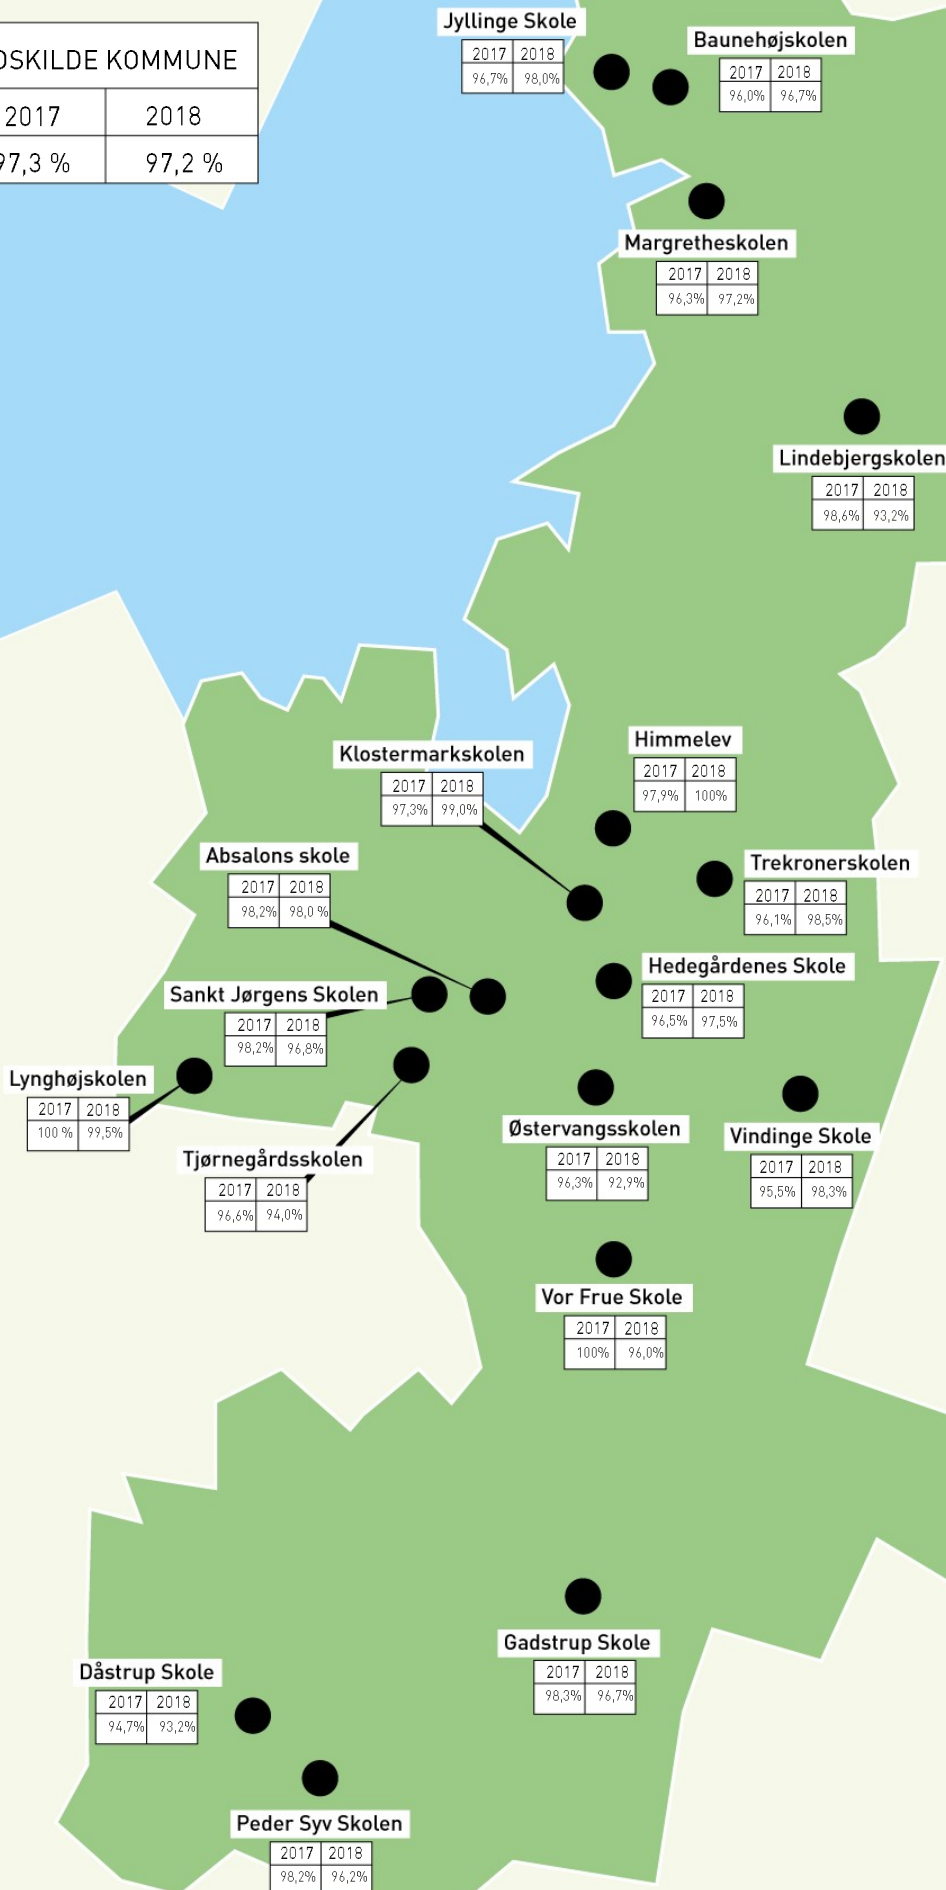 OSKILDE KOMMUNE
2017 2018
97,3 % 97,2 %
Jyllinge Skole
2017 2018
96,7% 98,0%
Baunehøjskolen
2017 2018
96,0% 96,7%
Margretheskolen
2017 2018
96,3% 97,2%
Lindebjergskolen
2017 2018
98,6% 93,2%
Himmelev
2017 2018
97,9% 100%
Klostermarkskolen
2017 2018
97,3% 99,0%
Absalons skole
2017 2018
98,2% 98,0 %
Trekronerskolen
2017 2018
96,1% 98,5%
Hedegårdenes Skole
2017 2018
96,5% 97,5%
Sankt Jørgens Skolen
2017 2018
98,2% 96,8%
Lynghøjskolen
2017 2018
100 % 99,5%
Østervangsskolen
2017 2018
96,3% 92,9%
Vindinge Skole
2017 2018
95,5% 98,3%
Tjørnegårdsskolen
2017 2018
96,6% 94,0%
Vor Frue Skole
2017 2018
100% 96,0%
Gadstrup Skole
2017 2018
98,3% 96,7%
Dåstrup Skole
2017 2018
94,7% 93,2%
Peder Syv Skolen
2017 2018
98,2% 96,2%